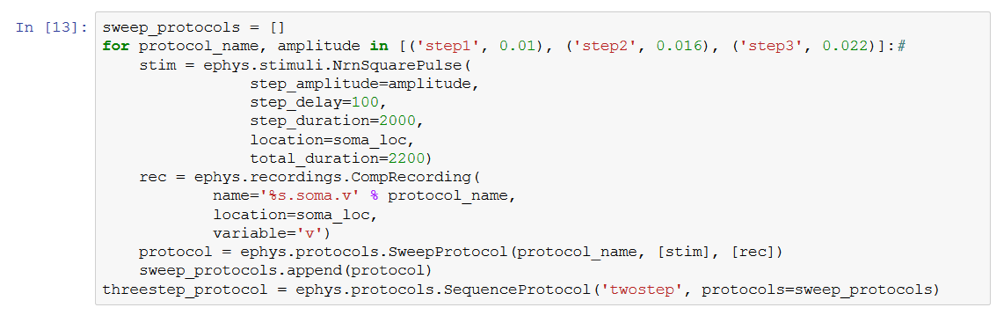 In [13]: sweep_protocols = []
for protocol_name, amplitude in [('step1', 0.01), ('step2', 0.016), ('step3', 0.022)]:#
    stim = ephys.stimuli.NrnSquarePulse(
                step_amplitude=amplitude,
                step_delay=100,
                step_duration=2000,
                location=soma_loc,
                total_duration=2200)
    rec = ephys.recordings.CompRecording(
            name='%s.soma.v' % protocol_name,
            location=soma_loc,
            variable='v')
    protocol = ephys.protocols.SweepProtocol(protocol_name, [stim], [rec])
    sweep_protocols.append(protocol)
threestep_protocol = ephys.protocols.SequenceProtocol('twostep', protocols=sweep_protocols)